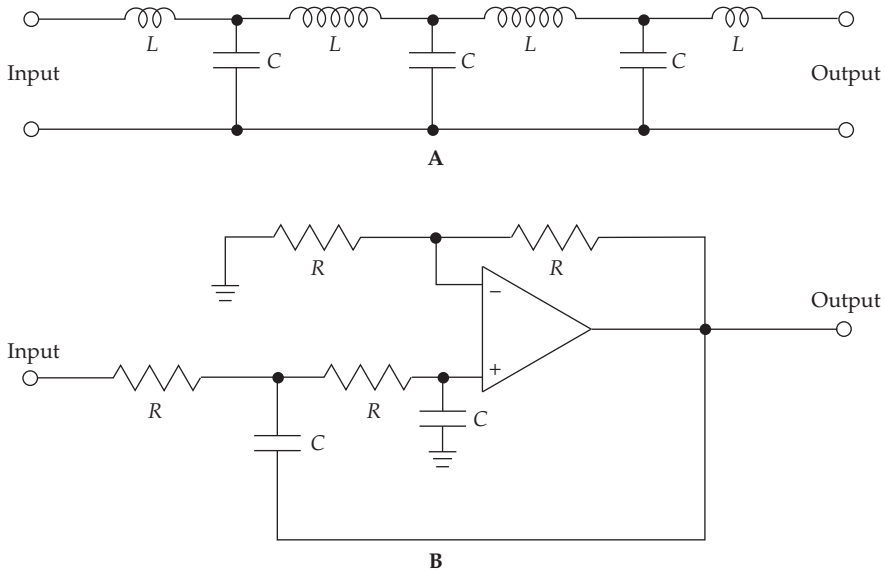 L L L L
C C C
Input Output
A
R R
−
Output
Input
+
R R C
C
B